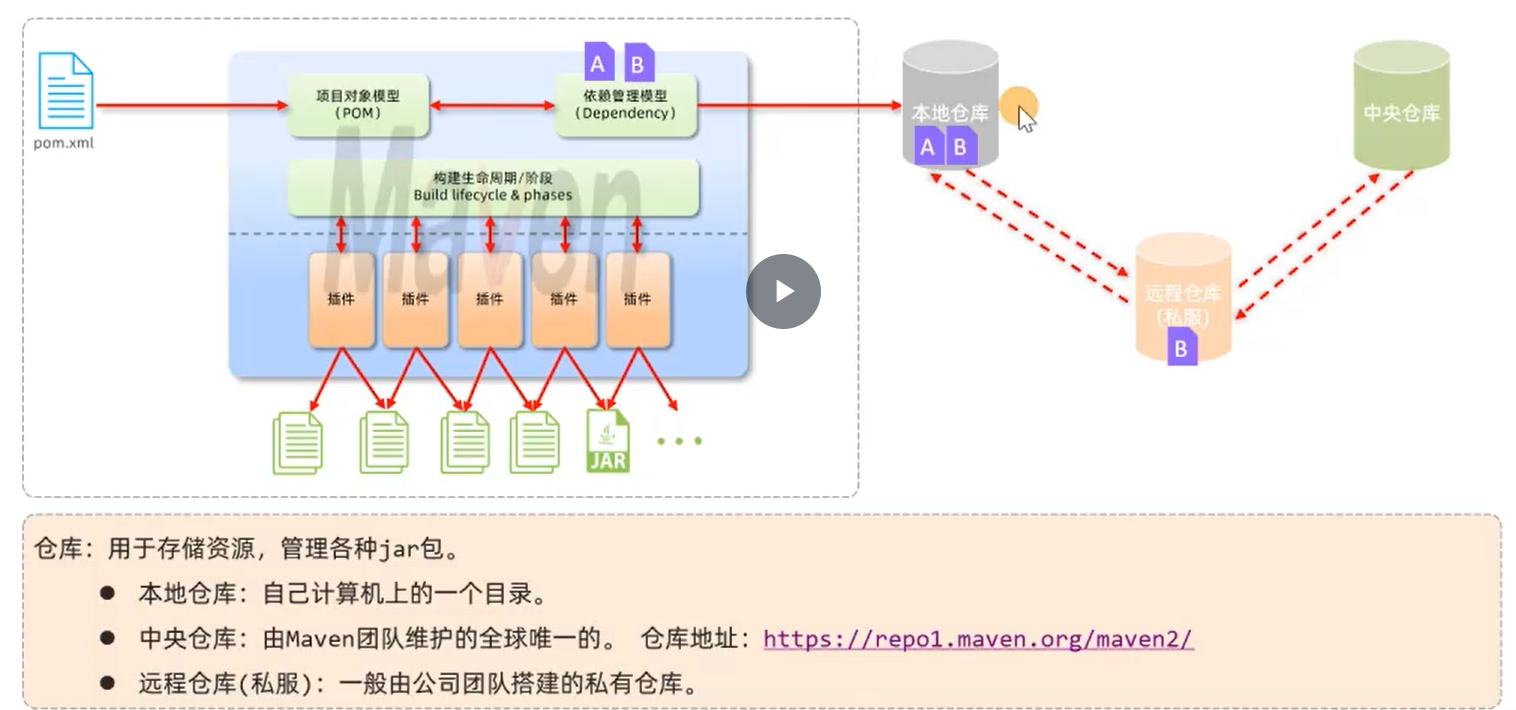 A B
项目对象模型
(POM)
依赖管理模型
(Dependency)
本地仓库
A B
中央仓库
pom.xml
构建生命周期/阶段
Build lifecycle & phases
Maven
插件 插件 插件 插件 插件
远程仓库
(私服)
B
JAR
仓库：用于存储资源，管理各种jar包。
● 本地仓库：自己计算机上的一个目录。
● 中央仓库：由Maven团队维护的全球唯一的。 仓库地址：https://repo1.maven.org/maven2/
● 远程仓库(私服)：一般由公司团队搭建的私有仓库。